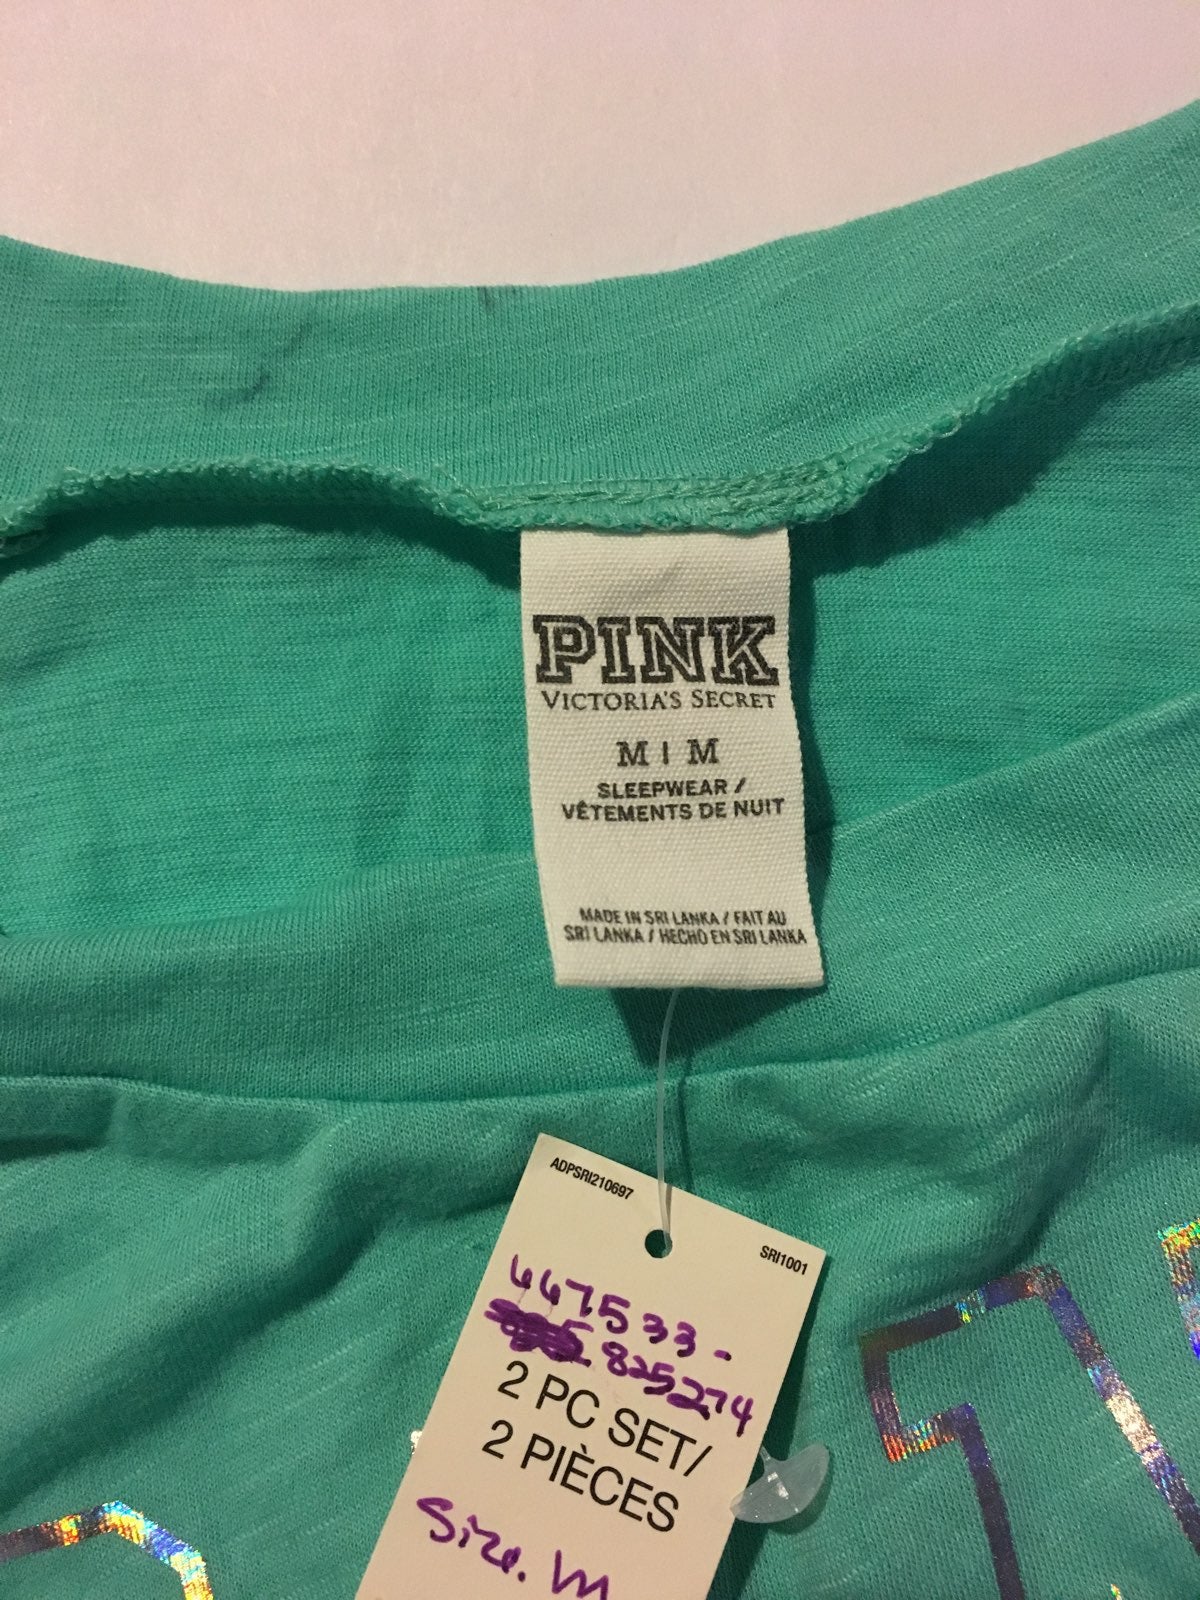 PINK
VICTORIA'S SECRET
M | M
SLEEPWEAR /
VÊTEMENTS DE NUIT
MADE IN SRI LANKA / FAIT AU
SRI LANKA / HECHO EN SRI LANKA
ADPSRI210697
SRI1001
447533-
825274
2 PC SET/
2 PIÈCES
Size. M